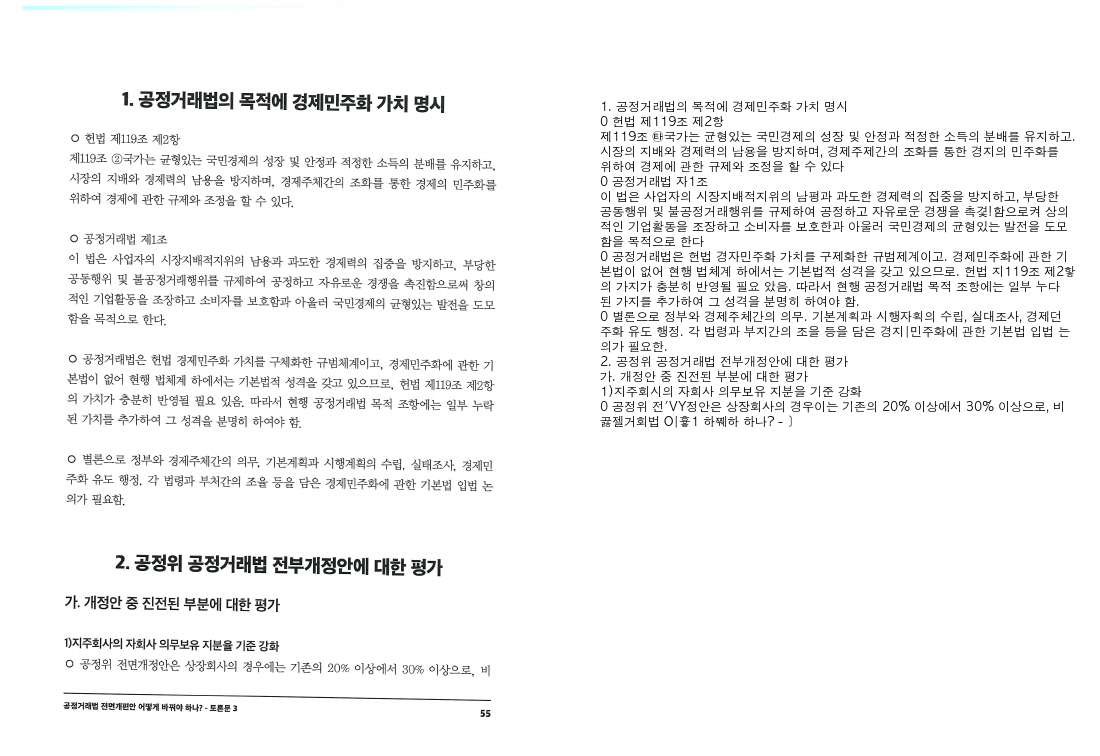 1. 공정거래법의 목적에 경제민주화 가치 명시
ㅇ 헌법 제119조 제2항
제119조 ②국가는 균형있는 국민경제의 성장 및 안정과 적정한 소득의 분배를 유지하고,
시장의 지배와 경제력의 남용을 방지하며, 경제주체간의 조화를 통한 경제의 민주화를
위하여 경제에 관한 규제와 조정을 할 수 있다.
ㅇ 공정거래법 제1조
이 법은 사업자의 시장지배적지위의 남용과 과도한 경제력의 집중을 방지하고, 부당한
공동행위 및 불공정거래행위를 규제하여 공정하고 자유로운 경쟁을 촉진함으로써 창의
적인 기업활동을 조장하고 소비자를 보호함과 아울러 국민경제의 균형있는 발전을 도모
함을 목적으로 한다.
ㅇ 공정거래법은 헌법 경제민주화 가치를 구체화한 규범체계이고, 경제민주화에 관한 기
본법이 없어 현행 법체계 하에서는 기본법적 성격을 갖고 있으므로, 헌법 제119조 제2항
의 가치가 충분히 반영될 필요 있음. 따라서 현행 공정거래법 목적 조항에는 일부 누락
된 가치를 추가하여 그 성격을 분명히 하여야 함.
ㅇ 별론으로 정부와 경제주체간의 의무, 기본계획과 시행계획의 수립, 실태조사, 경제민
주화 유도 행정, 각 법령과 부처간의 조율 등을 담은 경제민주화에 관한 기본법 입법 논
의가 필요함.
2. 공정위 공정거래법 전부개정안에 대한 평가
가. 개정안 중 진전된 부분에 대한 평가
1)지주회사의 자회사 의무보유 지분율 기준 강화
ㅇ 공정위 전면개정안은 상장회사의 경우에는 기존의 20% 이상에서 30% 이상으로, 비
공정거래법 전면개편안 어떻게 바꿔야 하나? - 토론문 3
55
1. 공정거래법의 목적에 경제민주화 가치 명시
0 헌법 제119조 제2항
제119조 ㉹국가는 균형있는 국민경제의 성장 및 안정과 적정한 소득의 분배를 유지하고.
시장의 지배와 경제력의 남용을 방지하며, 경제주제간의 조화를 통한 경지의 민주화를
위하여 경제에 관한 규제와 조정을 할 수 있다
0 공정거래법 자1조
이 법은 사업자의 시장지배적지위의 남평과 과도한 경제력의 집중을 방지하고, 부당한
공동행위 및 불공정거래행위를 규제하여 공정하고 자유로운 경쟁을 촉겆!함으로켜 상의
적인 기업활동을 조장하고 소비자를 보호한과 아울러 국민경제의 균형있는 발전을 도모
함을 목적으로 한다
0 공정거래법은 헌법 경자민주화 가치를 구제화한 규범제계이고. 경제민주화에 관한 기
본법이 없어 현행 법체계 하에서는 기본법적 성격을 갖고 있으므로. 헌법 지119조 제2항
의 가지가 충분히 반영될 필요 있음. 따라서 현행 공정거래법 목적 조항에는 일부 누다
된 가지를 추가하여 그 성격을 분명히 하여야 함.
0 별론으로 정부와 경제주체간의 의무. 기본계획과 시행자획의 수립, 실대조사, 경제던
주화 유도 행정. 각 법령과 부지간의 조을 등을 담은 경지|민주화에 관한 기본법 입법 는
의가 필요한.
2. 공정위 공정거래법 전부개정안에 대한 평가
가. 개정안 중 진전된 부분에 대한 평가
1)지주회시의 자회사 의무보유 지분을 기준 강화
0 공정위 전´VY정안은 상장회사의 경우이는 기존의 20% 이상에서 30% 이상으로, 비
곯젤거회법 O|흫1 하쩨하 하나? - 〕